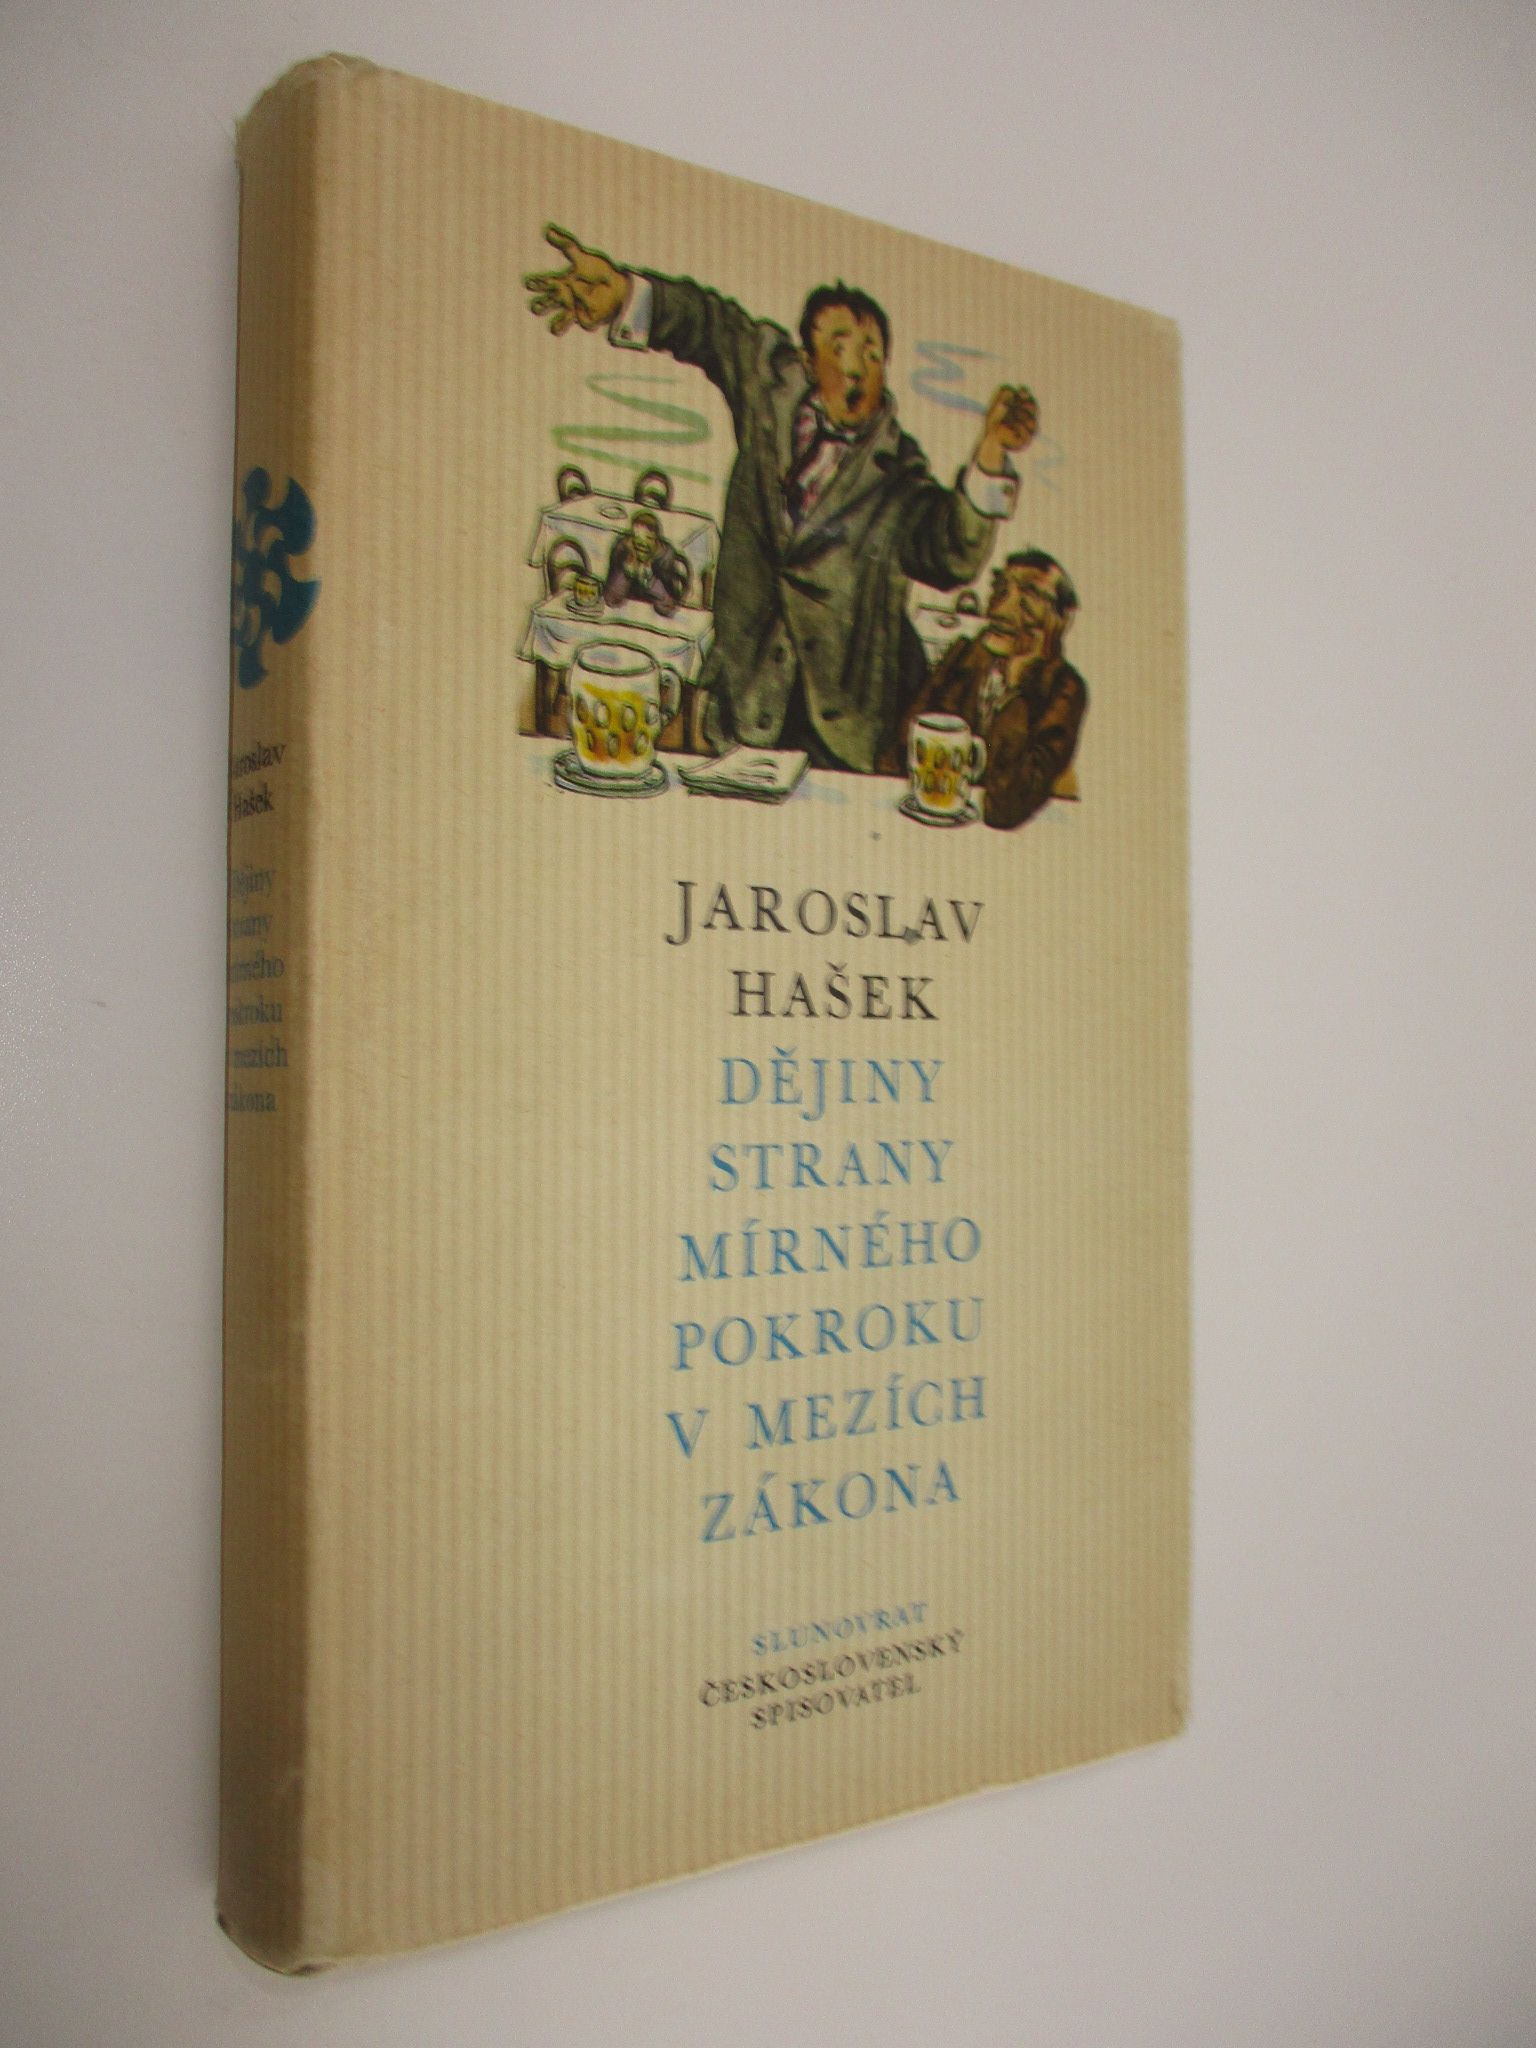 JAROSLAV
HAŠEK
DĚJINY
STRANY
MÍRNÉHO
POKROKU
V MEZÍCH
ZÁKONA
SLUNOVRAT
ČESKOSLOVENSKÝ
SPISOVATEL
Jaroslav
Hašek
Dějiny
strany
mírného
pokroku
v mezích
zákona